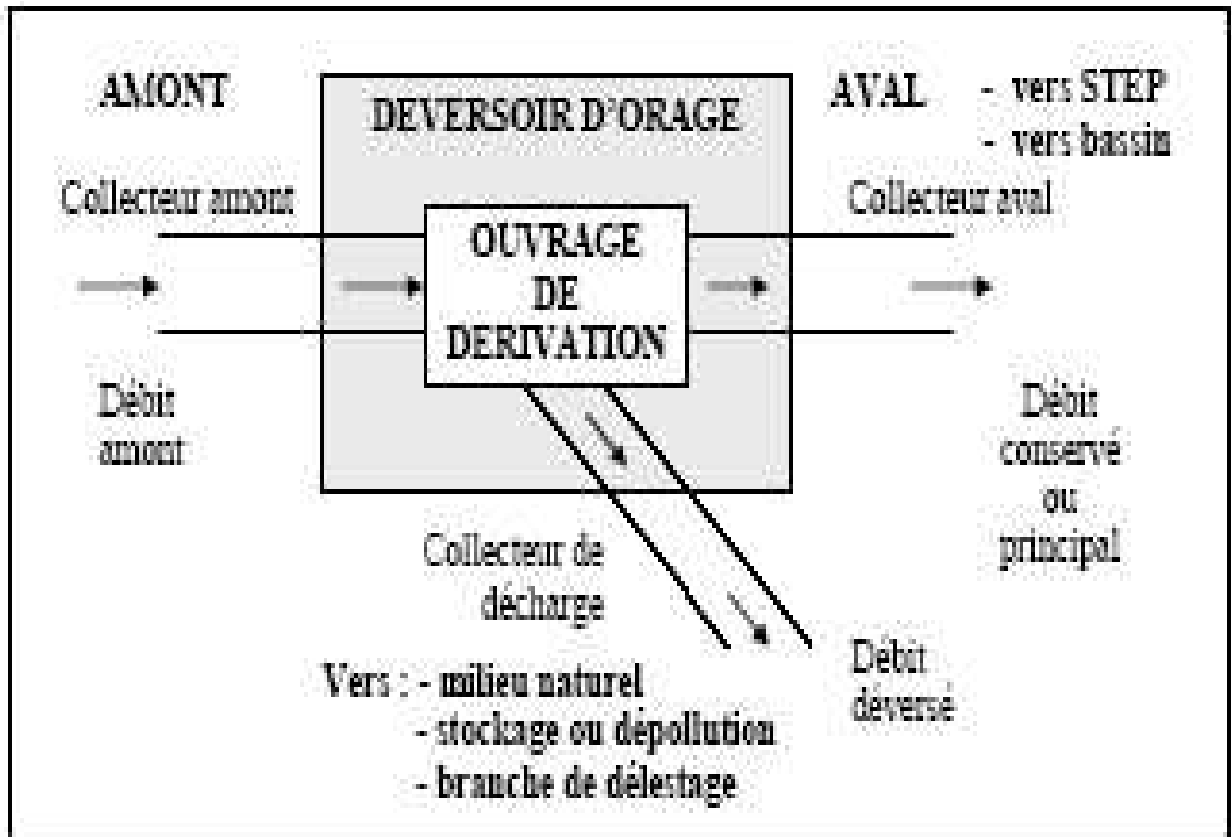 AMONT
DEVERSOIR D'ORAGE
AVAL - vers STEP
- vers bassin
Collecteur amont
Collecteur aval
OUVRAGE
DE
DERIVATION
Débit
amont
Débit
conservé
ou
principal
Collecteur de
décharge
Débit
déversé
Vers : - milieu naturel
- stockage ou dépollution
- branche de délestage